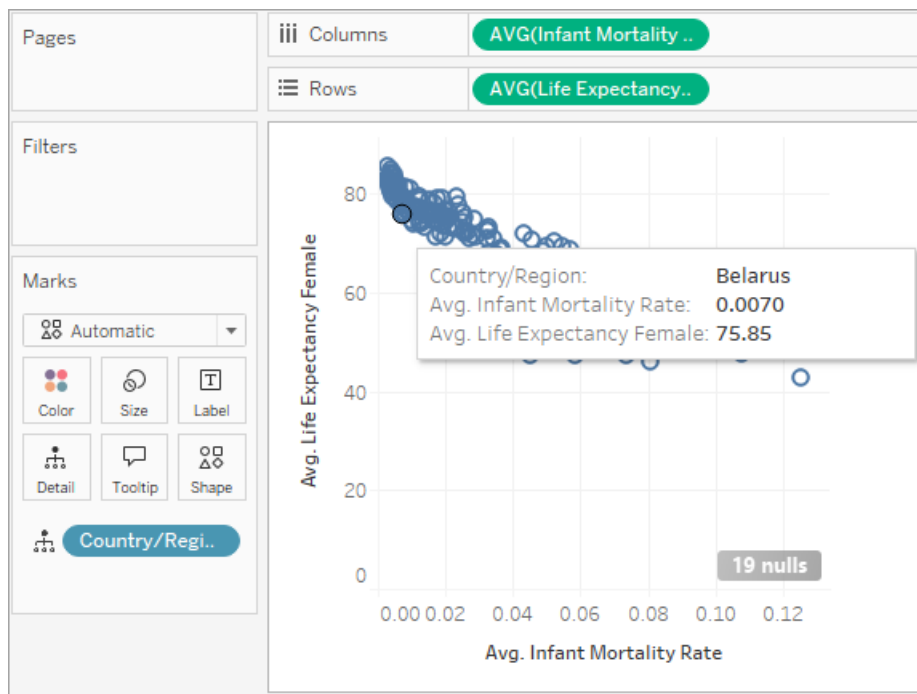 Pages
Columns
AVG(Infant Mortality ..
Rows
AVG(Life Expectancy..
Filters
Marks
Automatic
Color
Size
Label
Detail
Tooltip
Shape
Country/Regi..
Avg. Life Expectancy Female
80
60
40
20
0
Country/Region: Belarus
Avg. Infant Mortality Rate: 0.0070
Avg. Life Expectancy Female: 75.85
19 nulls
0.00 0.02 0.04 0.06 0.08 0.10 0.12
Avg. Infant Mortality Rate